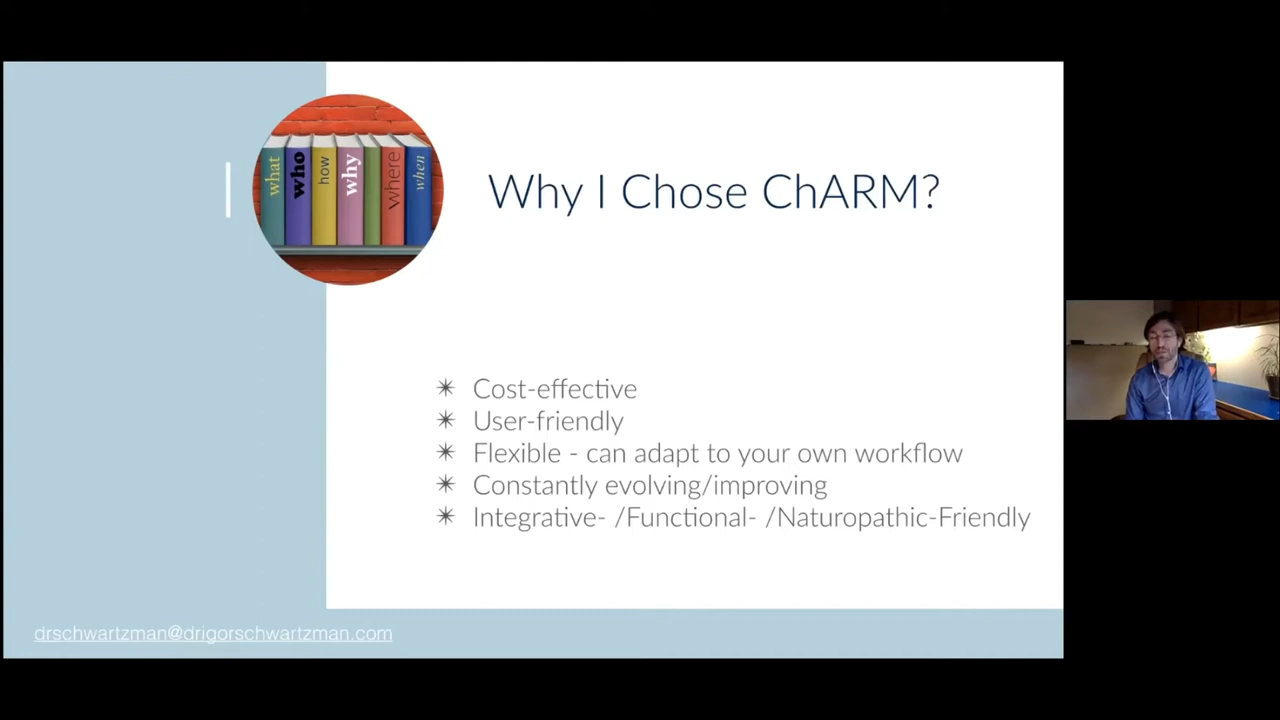 what
who
how
why
where
when
Why I Chose ChARM?
✴ Cost-effective
✴ User-friendly
✴ Flexible - can adapt to your own workflow
✴ Constantly evolving/improving
✴ Integrative- /Functional- /Naturopathic-Friendly
drschwartzman@drigorschwartzman.com